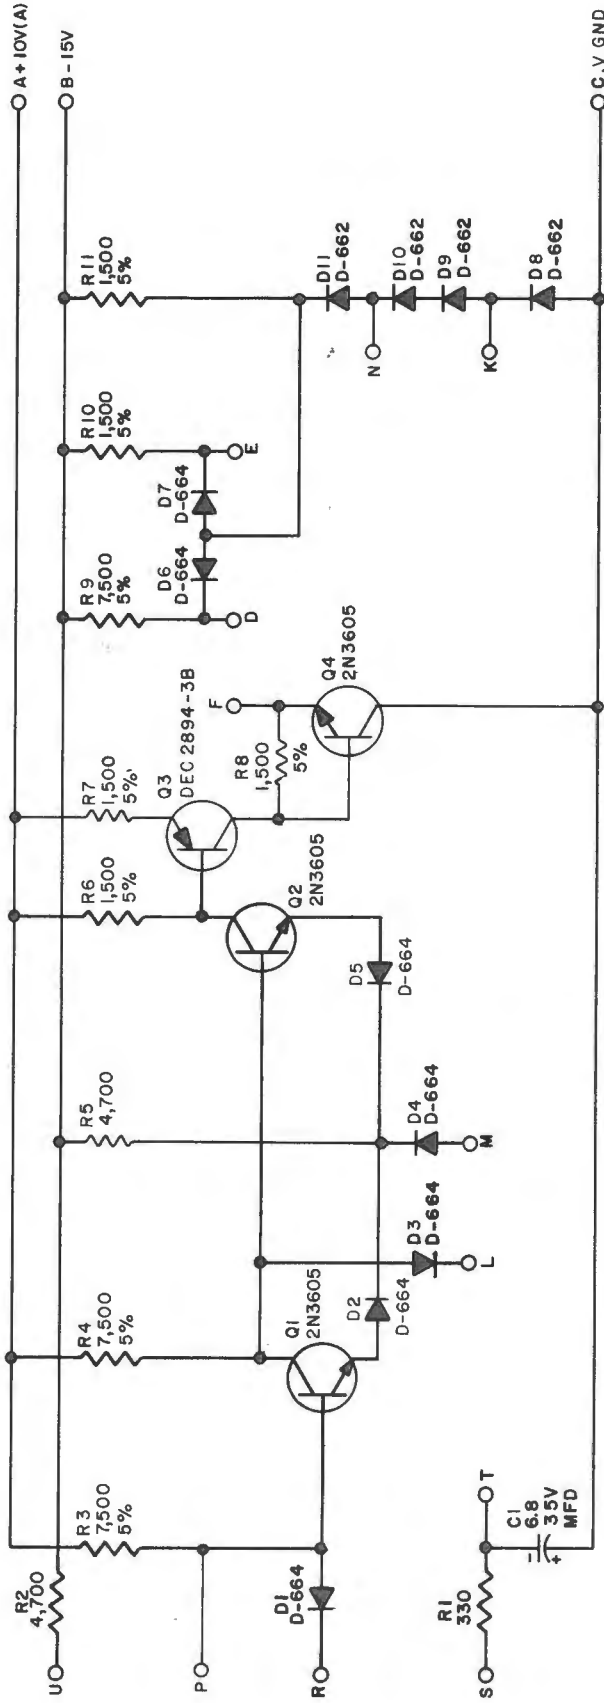 A+10V(A)
B-15V
C,V GND
U
R2
4,700
R3
7,500
5%
R4
7,500
5%
R5
4,700
R6
1,500
5%
R7
1,500
5%
R9
7,500
5%
R10
1,500
5%
R11
1,500
5%
P
R
D1
D-664
Q1
2N3605
Q2
2N3605
Q3
DEC 2894-3B
R8
1,500
5%
F
Q4
2N3605
D
D6
D-664
D7
D-664
E
D11
D-662
N
D10
D-662
D9
D-662
K
D8
D-662
D2
D-664
D3
D-664
L
D4
D-664
M
D5
D-664
S
R1
330
T
C1
6.8
35V
MFD
-
+